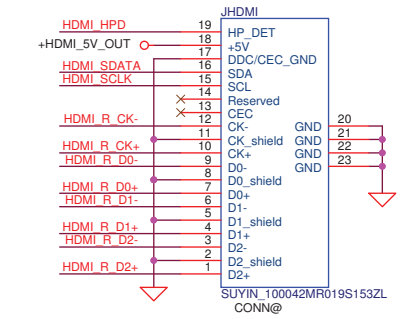 JHDMI
HDMI_HPD 19 HP_DET
+HDMI_5V_OUT 18 +5V
17 DDC/CEC_GND
HDMI_SDATA 16 SDA
HDMI_SCLK 15 SCL
14 Reserved
13 CEC
HDMI_R_CK- 12 CK- GND 20
11 CK_shield GND 21
HDMI_R_CK+ 10 CK+ GND 22
HDMI_R_D0- 9 D0- GND 23
8 D0_shield
HDMI_R_D0+ 7 D0+
HDMI_R_D1- 6 D1-
5 D1_shield
HDMI_R_D1+ 4 D1+
HDMI_R_D2- 3 D2-
2 D2_shield
HDMI_R_D2+ 1 D2+
SUYIN_100042MR019S153ZL
CONN@